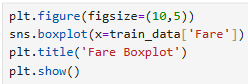 plt.figure(figsize=(10,5))
sns.boxplot(x=train_data['Fare'])
plt.title('Fare Boxplot')
plt.show()